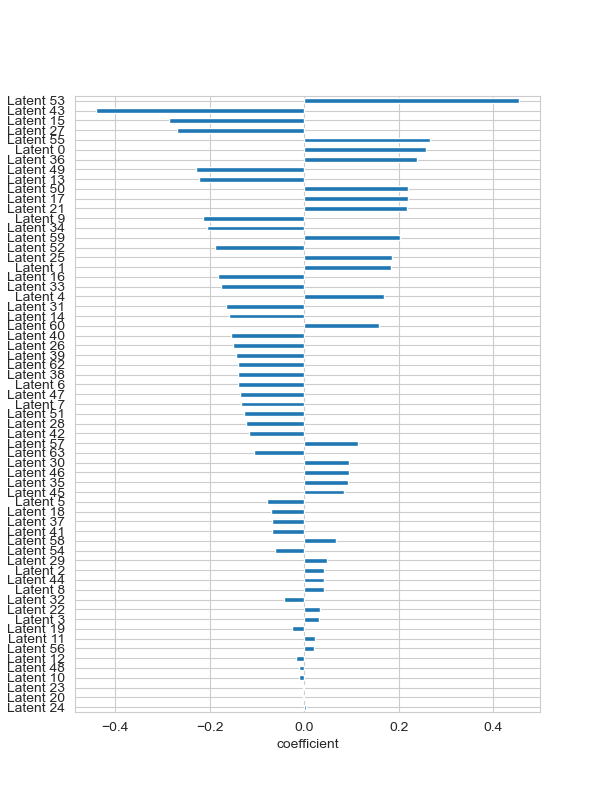 Latent 53
Latent 43
Latent 15
Latent 27
Latent 55
Latent 0
Latent 36
Latent 49
Latent 13
Latent 50
Latent 17
Latent 21
Latent 9
Latent 34
Latent 59
Latent 52
Latent 25
Latent 1
Latent 16
Latent 33
Latent 4
Latent 31
Latent 14
Latent 60
Latent 40
Latent 26
Latent 39
Latent 62
Latent 38
Latent 6
Latent 47
Latent 7
Latent 51
Latent 28
Latent 42
Latent 57
Latent 63
Latent 30
Latent 46
Latent 35
Latent 45
Latent 5
Latent 18
Latent 37
Latent 41
Latent 58
Latent 54
Latent 29
Latent 2
Latent 44
Latent 8
Latent 32
Latent 22
Latent 3
Latent 19
Latent 11
Latent 56
Latent 12
Latent 48
Latent 10
Latent 23
Latent 20
Latent 24
−0.4 −0.2 0.0 0.2 0.4
coefficient